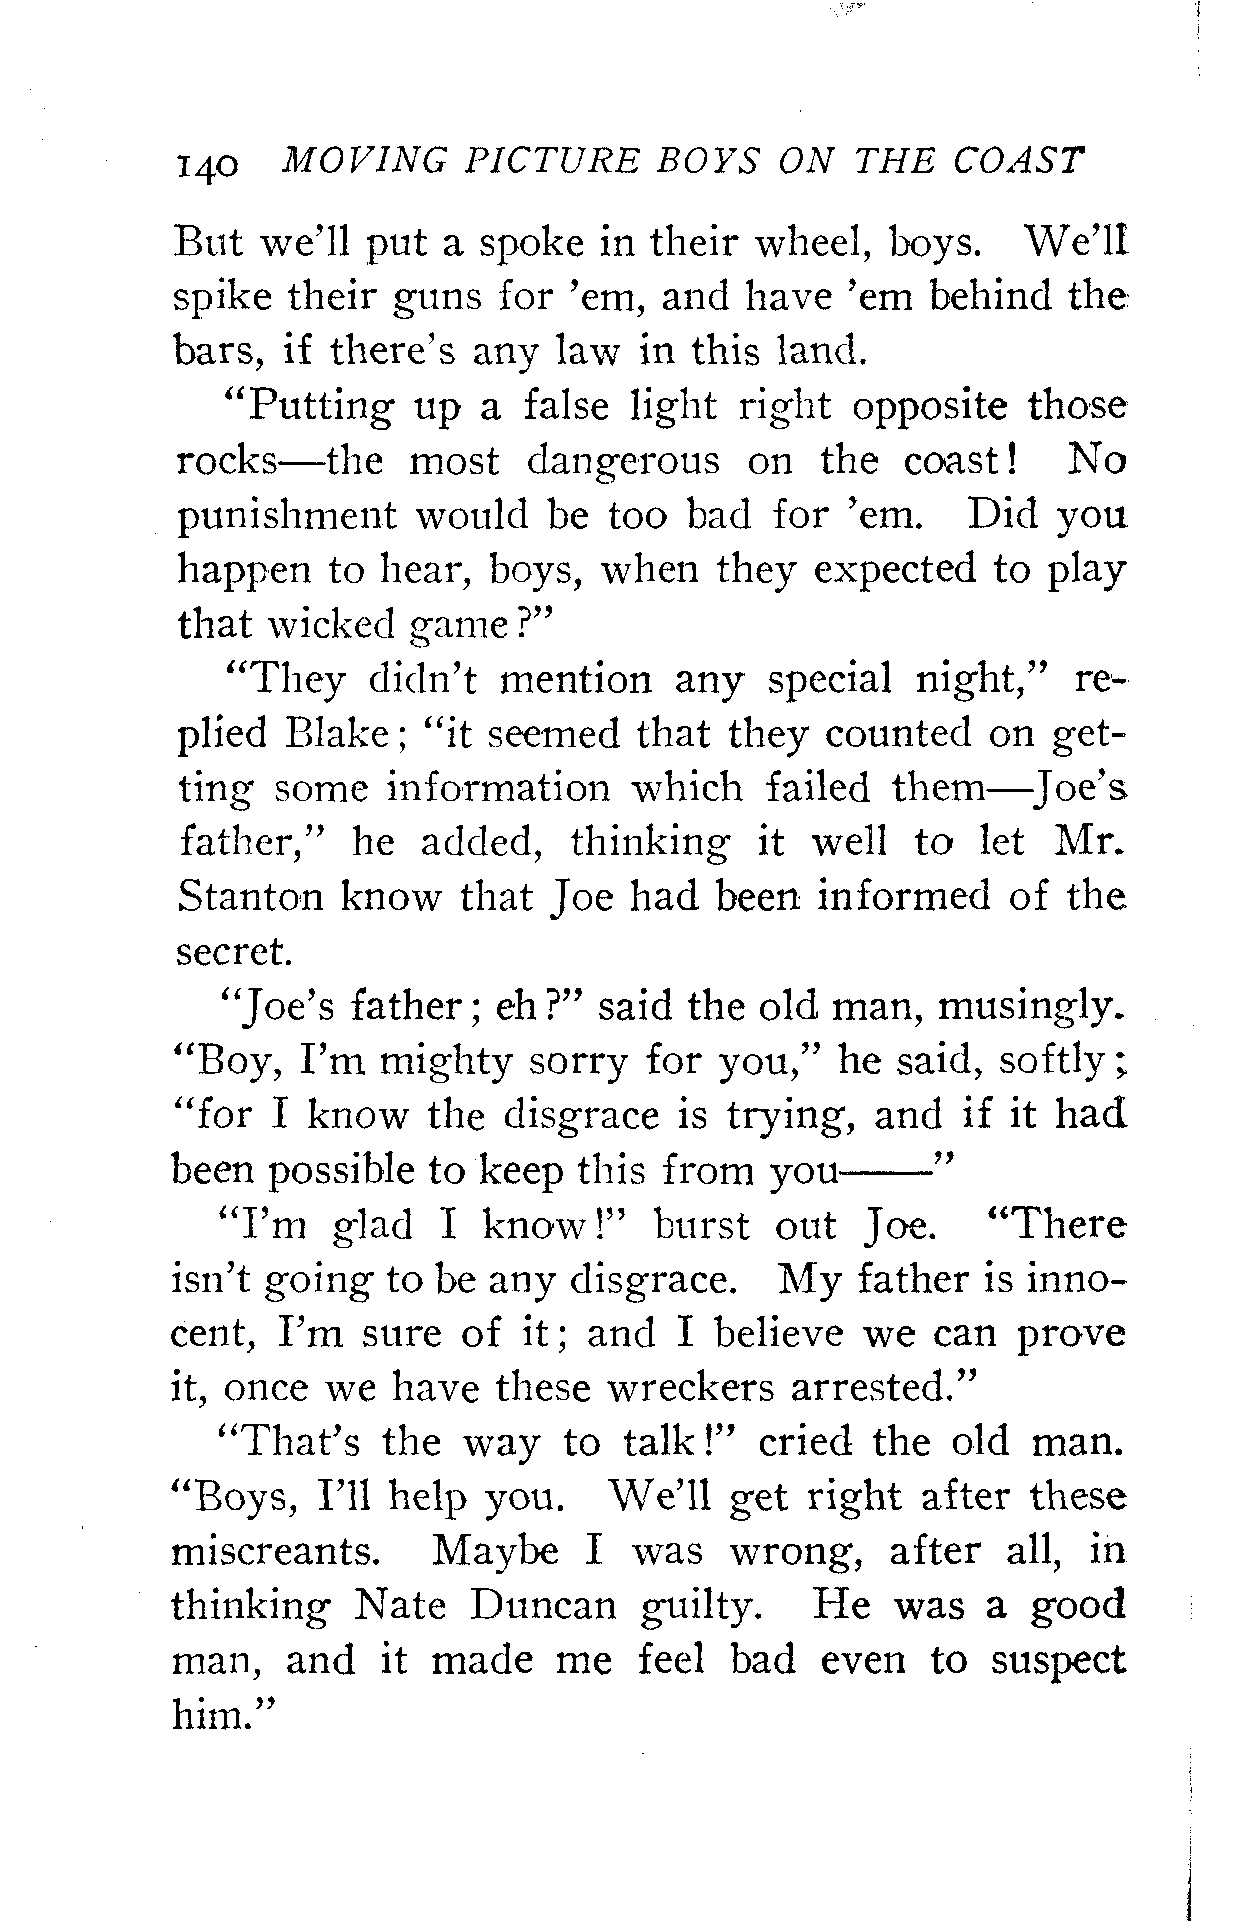 140 MOVING PICTURE BOYS ON THE COAST
But we'll put a spoke in their wheel, boys. We'll
spike their guns for 'em, and have 'em behind the
bars, if there's any law in this land.
"Putting up a false light right opposite those
rocks—the most dangerous on the coast! No
punishment would be too bad for 'em. Did you
happen to hear, boys, when they expected to play
that wicked game?"
"They didn't mention any special night," re-
plied Blake; "it seemed that they counted on get-
ting some information which failed them—Joe's
father," he added, thinking it well to let Mr.
Stanton know that Joe had been informed of the
secret.
"Joe's father; eh?" said the old man, musingly.
"Boy, I'm mighty sorry for you," he said, softly;
"for I know the disgrace is trying, and if it had
been possible to keep this from you——"
"I'm glad I know!" burst out Joe. "There
isn't going to be any disgrace. My father is inno-
cent, I'm sure of it; and I believe we can prove
it, once we have these wreckers arrested."
"That's the way to talk!" cried the old man.
"Boys, I'll help you. We'll get right after these
miscreants. Maybe I was wrong, after all, in
thinking Nate Duncan guilty. He was a good
man, and it made me feel bad even to suspect
him."